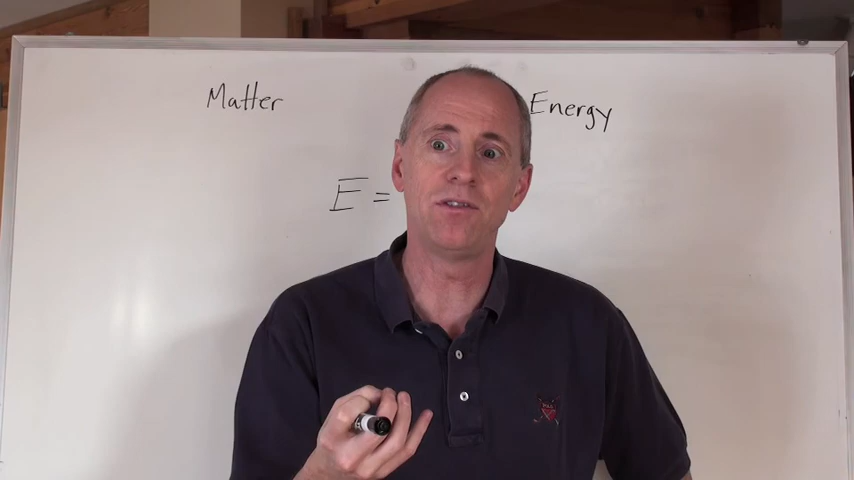 Matter
Energy
E =